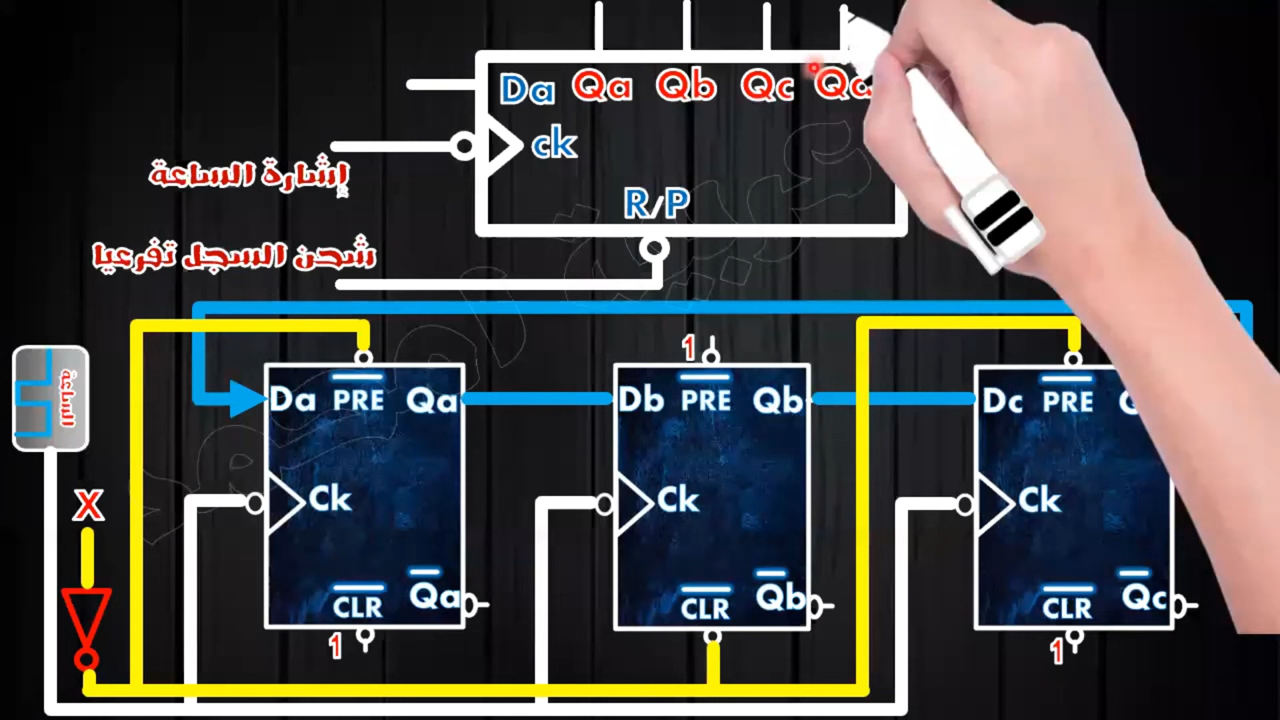 Da Qa Qb Qc
ck
إشارة الساعة
R/P
شحن السجل تفرعيا
1
Da PRE Qa Db PRE Qb Dc PRE
الساعة
Ck Ck Ck
X
CLR Qa CLR Qb CLR Qc
1 1